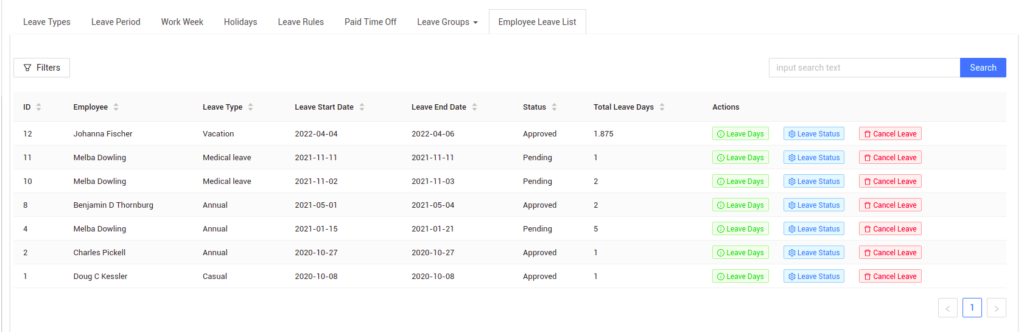 Leave Types Leave Period Work Week Holidays Leave Rules Paid Time Off Leave Groups Employee Leave List
Filters input search text Search
ID Employee Leave Type Leave Start Date Leave End Date Status Total Leave Days Actions
12 Johanna Fischer Vacation 2022-04-04 2022-04-06 Approved 1.875 Leave Days Leave Status Cancel Leave
11 Melba Dowling Medical leave 2021-11-11 2021-11-11 Pending 1 Leave Days Leave Status Cancel Leave
10 Melba Dowling Medical leave 2021-11-02 2021-11-03 Pending 2 Leave Days Leave Status Cancel Leave
8 Benjamin D Thornburg Annual 2021-05-01 2021-05-04 Approved 2 Leave Days Leave Status Cancel Leave
4 Melba Dowling Annual 2021-01-15 2021-01-21 Pending 5 Leave Days Leave Status Cancel Leave
2 Charles Pickell Annual 2020-10-27 2020-10-27 Approved 1 Leave Days Leave Status Cancel Leave
1 Doug C Kessler Casual 2020-10-08 2020-10-08 Approved 1 Leave Days Leave Status Cancel Leave
< 1 >